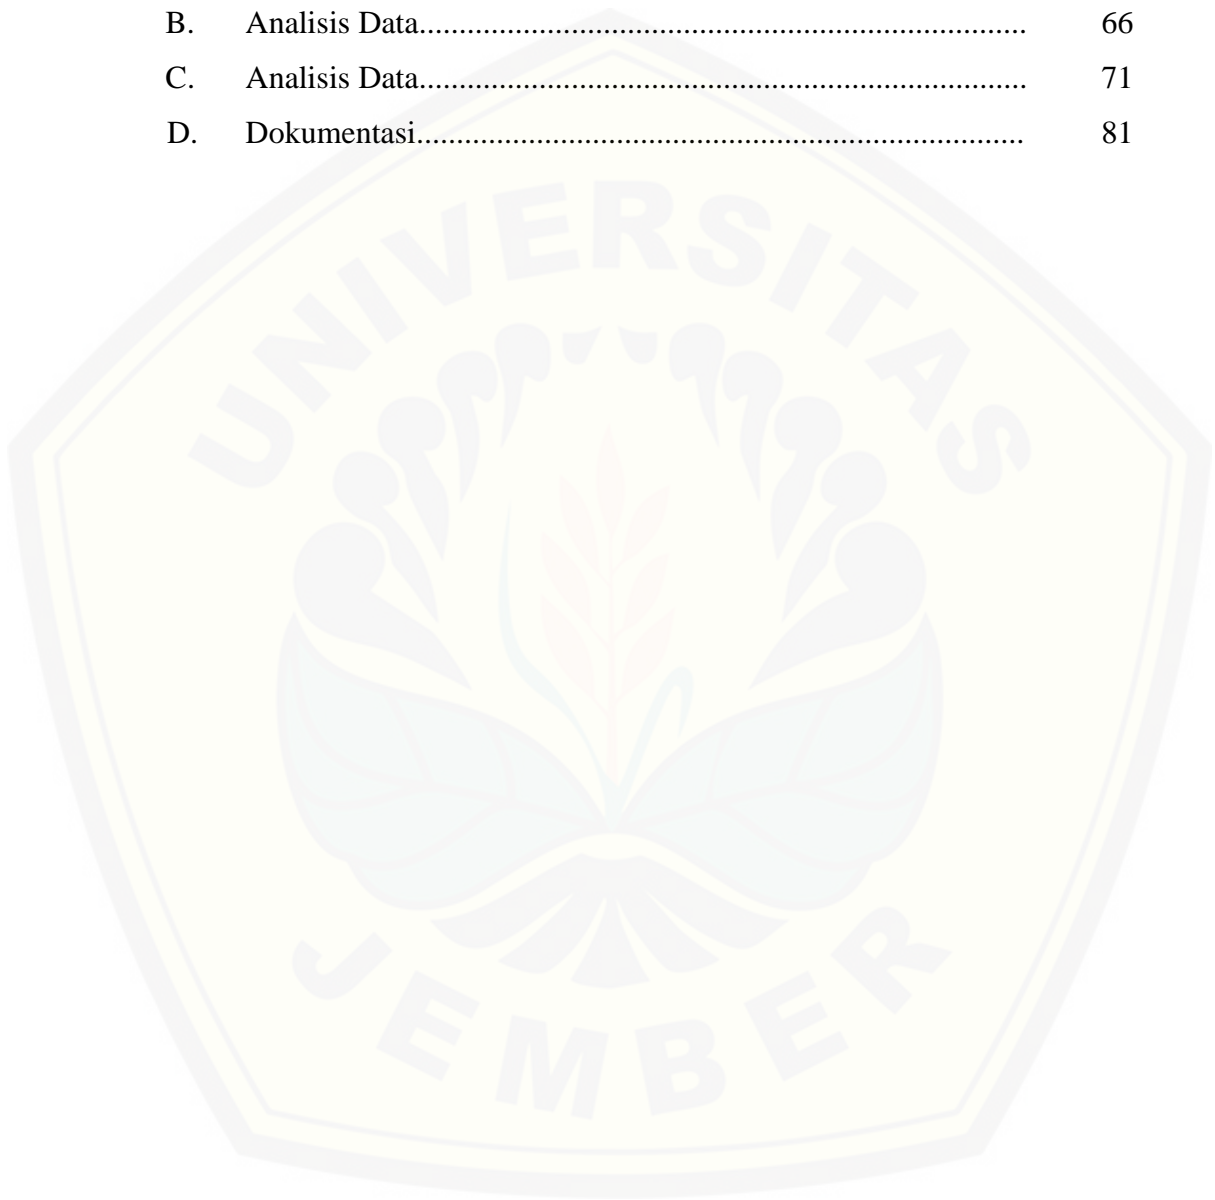 B. Analisis Data........................................................................... 66
C. Analisis Data........................................................................... 71
D. Dokumentasi........................................................................... 81
UNIVERSITAS
JEMBER